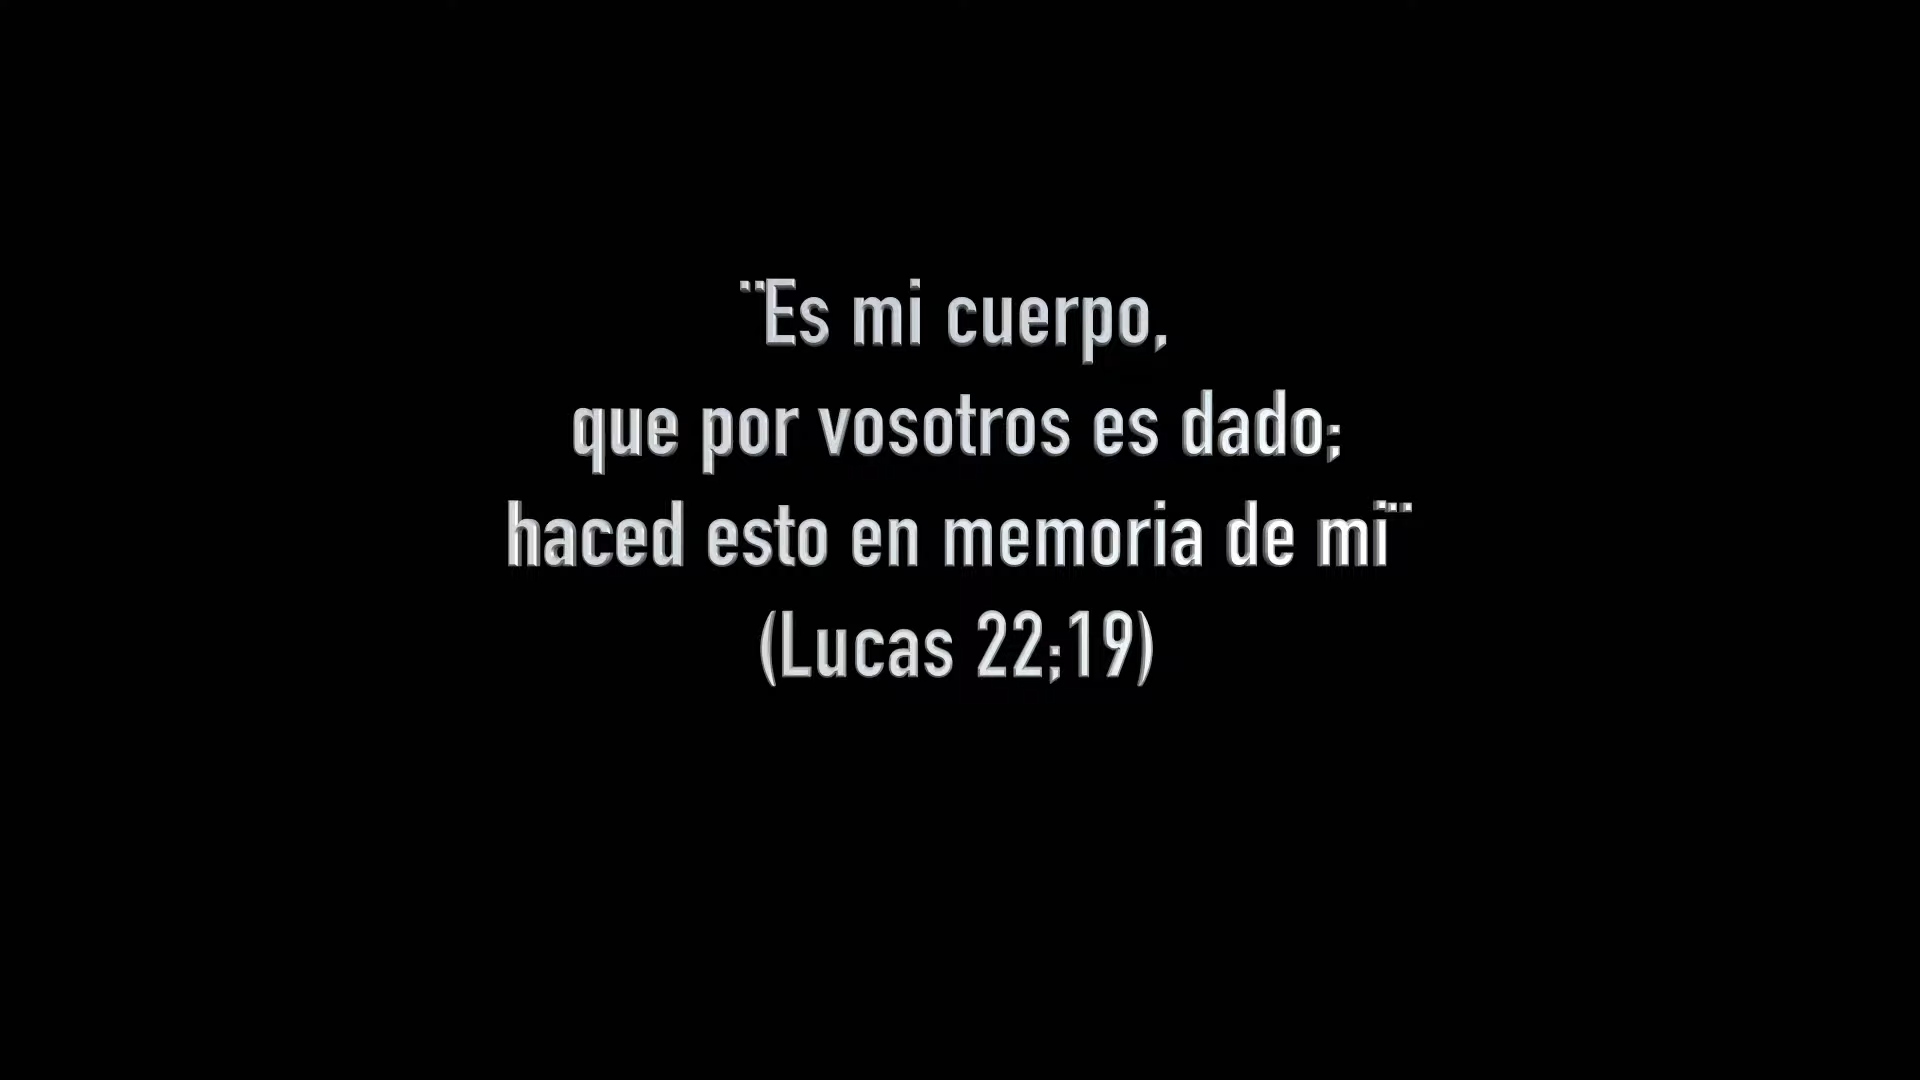 ¨Es mi cuerpo,
que por vosotros es dado;
haced esto en memoria de mi¨
(Lucas 22;19)